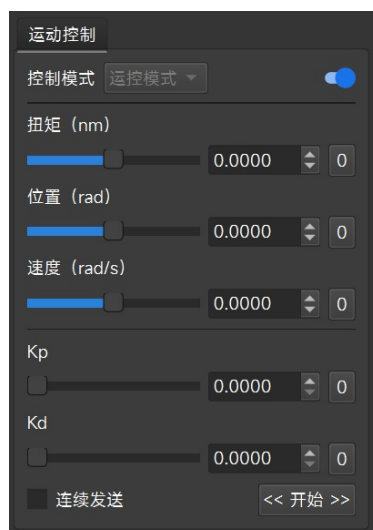 运动控制
控制模式 运控模式
扭矩（nm）
0.0000 0
位置（rad）
0.0000 0
速度（rad/s）
0.0000 0
Kp
0.0000 0
Kd
0.0000 0
连续发送 << 开始 >>